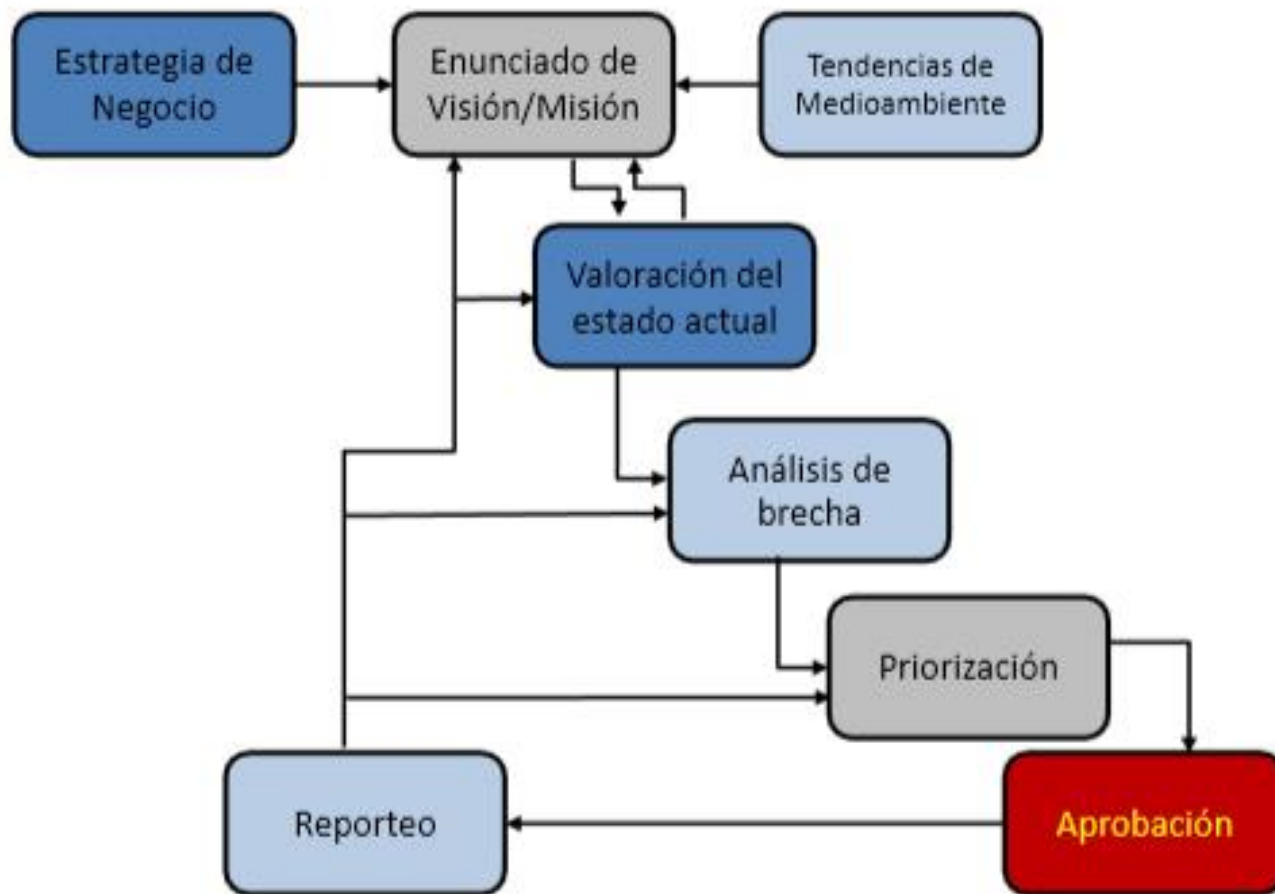 Estrategia de
Negocio
Enunciado de
Visión/Misión
Tendencias de
Medioambiente
Valoración del
estado actual
Análisis de
brecha
Priorización
Reporteo
Aprobación